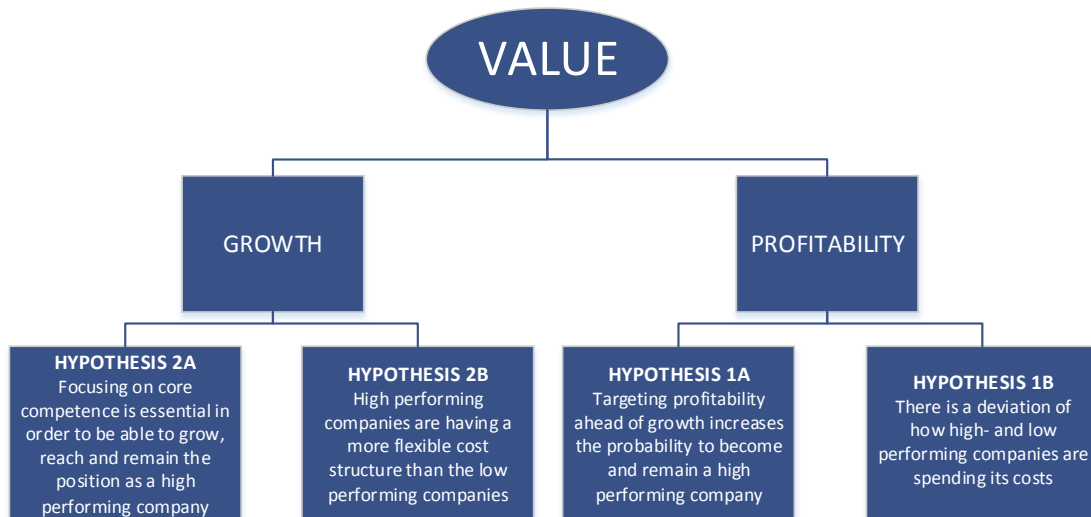 VALUE
GROWTH
PROFITABILITY
HYPOTHESIS 2A
Focusing on core
competence is essential in
order to be able to grow,
reach and remain the
position as a high
performing company
HYPOTHESIS 2B
High performing
companies are having a
more flexible cost
structure than the low
performing companies
HYPOTHESIS 1A
Targeting profitability
ahead of growth increases
the probability to become
and remain a high
performing company
HYPOTHESIS 1B
There is a deviation of
how high- and low
performing companies are
spending its costs